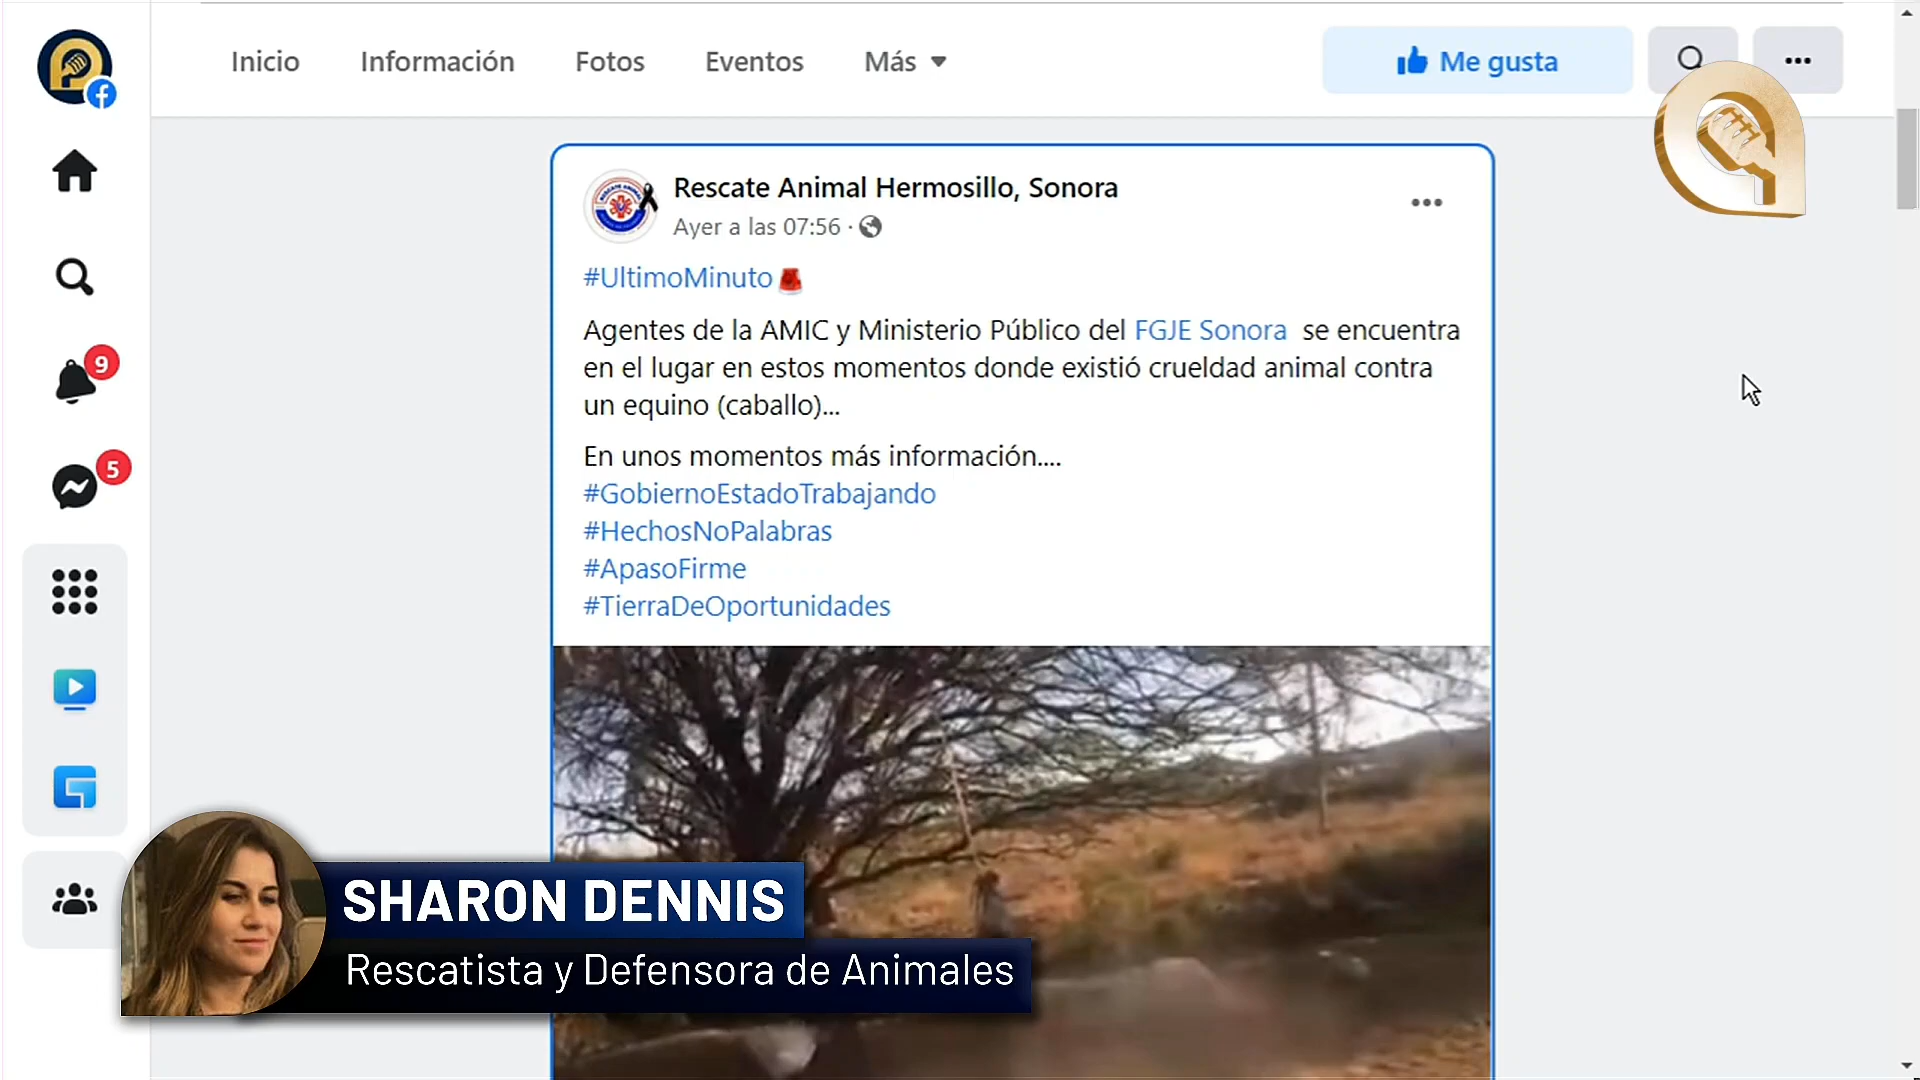 Inicio
Información
Fotos
Eventos
Más
Me gusta
Rescate Animal Hermosillo, Sonora
Ayer a las 07:56 ·
#UltimoMinuto
Agentes de la AMIC y Ministerio Público del FGJE Sonora se encuentra
en el lugar en estos momentos donde existió crueldad animal contra
un equino (caballo)...
En unos momentos más información....
#GobiernoEstadoTrabajando
#HechosNoPalabras
#ApasoFirme
#TierraDeOportunidades
9
5
SHARON DENNIS
Rescatista y Defensora de Animales